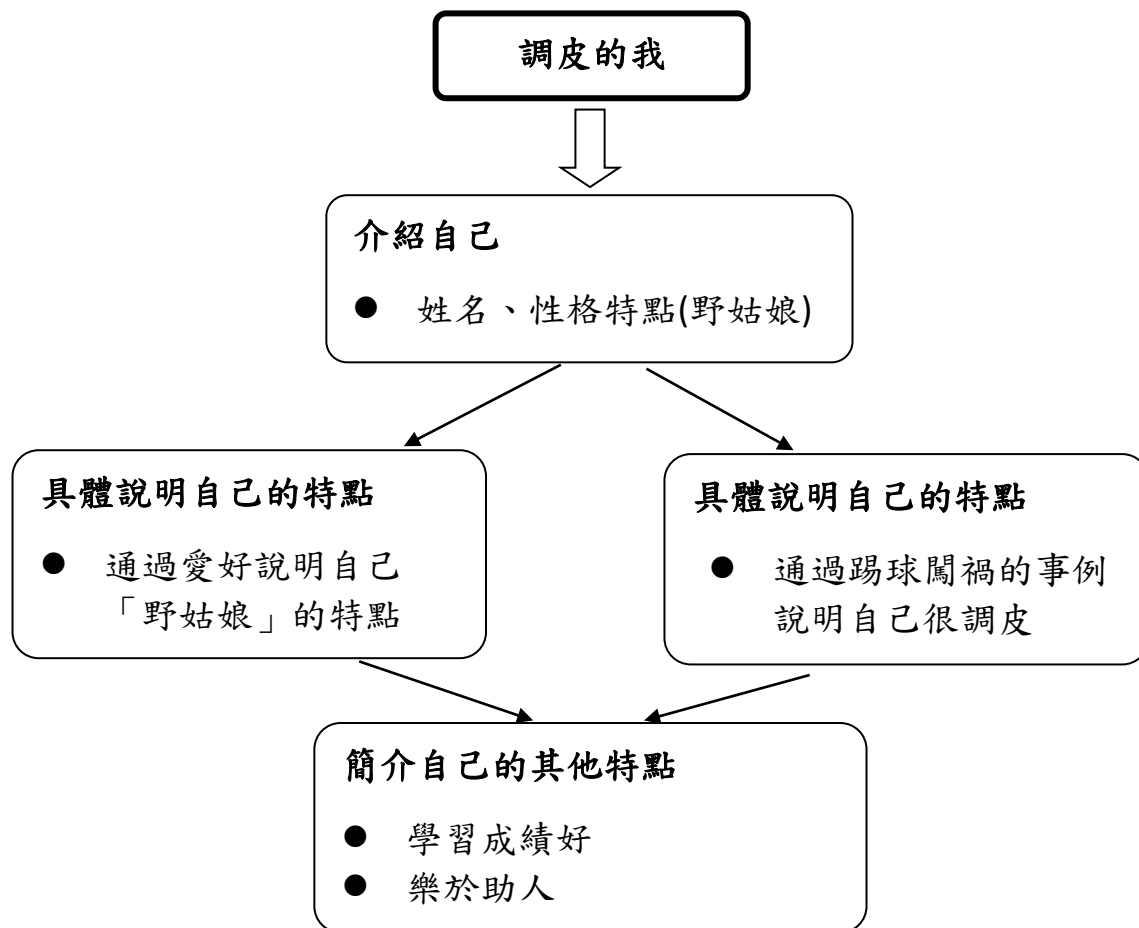 調皮的我
介紹自己
● 姓名、性格特點(野姑娘)
具體說明自己的特點
● 通過愛好說明自己
「野姑娘」的特點
具體說明自己的特點
● 通過踢球闖禍的事例
說明自己很調皮
簡介自己的其他特點
● 學習成績好
● 樂於助人